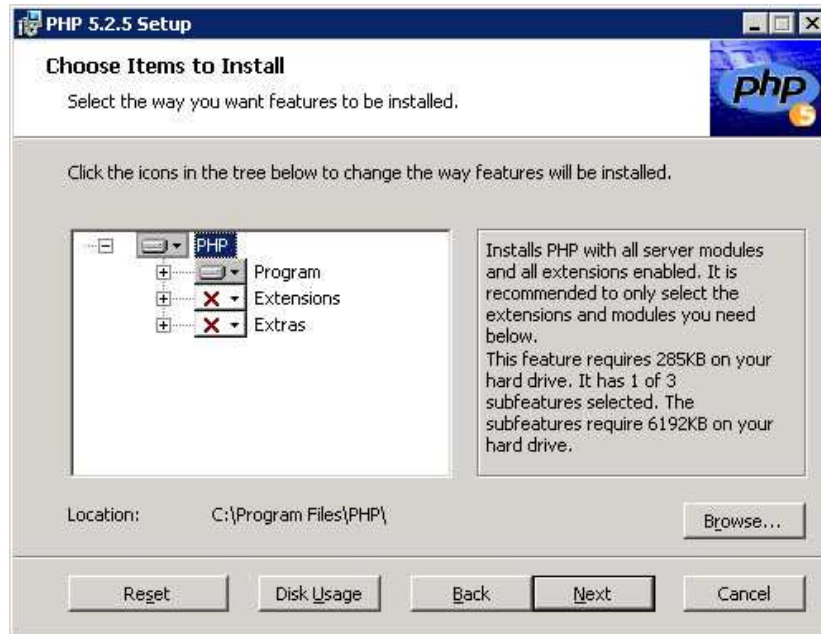 PHP 5.2.5 Setup
Choose Items to Install
Select the way you want features to be installed.
php
5
Click the icons in the tree below to change the way features will be installed.
PHP
Program
Extensions
Extras
Installs PHP with all server modules
and all extensions enabled. It is
recommended to only select the
extensions and modules you need
below.
This feature requires 285KB on your
hard drive. It has 1 of 3
subfeatures selected. The
subfeatures require 6192KB on your
hard drive.
Location: C:\Program Files\PHP\
Browse...
Reset Disk Usage Back Next Cancel